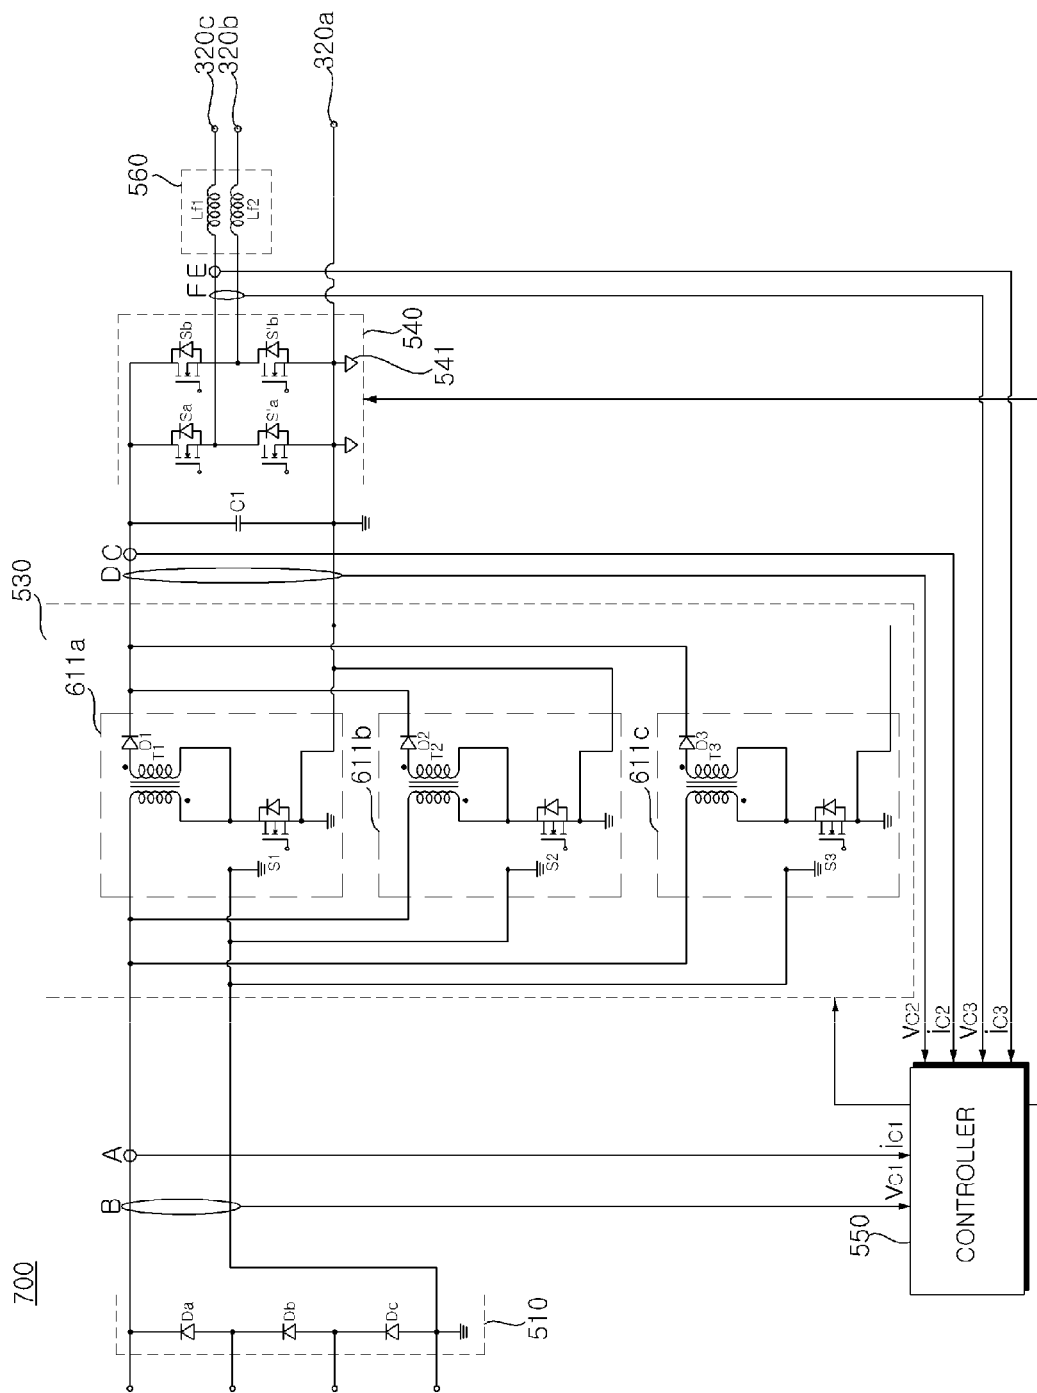 700
510
Da
Db
Dc
B
A
550
CONTROLLER
VC1
iC1
VC2
iC2
VC3
iC3
530
611a
S1
T1
D1
611b
S2
T2
D2
611c
S3
T3
D3
D
C
C1
540
541
Sa
S'a
Sb
S'b
F
E
560
Lf1
Lf2
320c
320b
320a